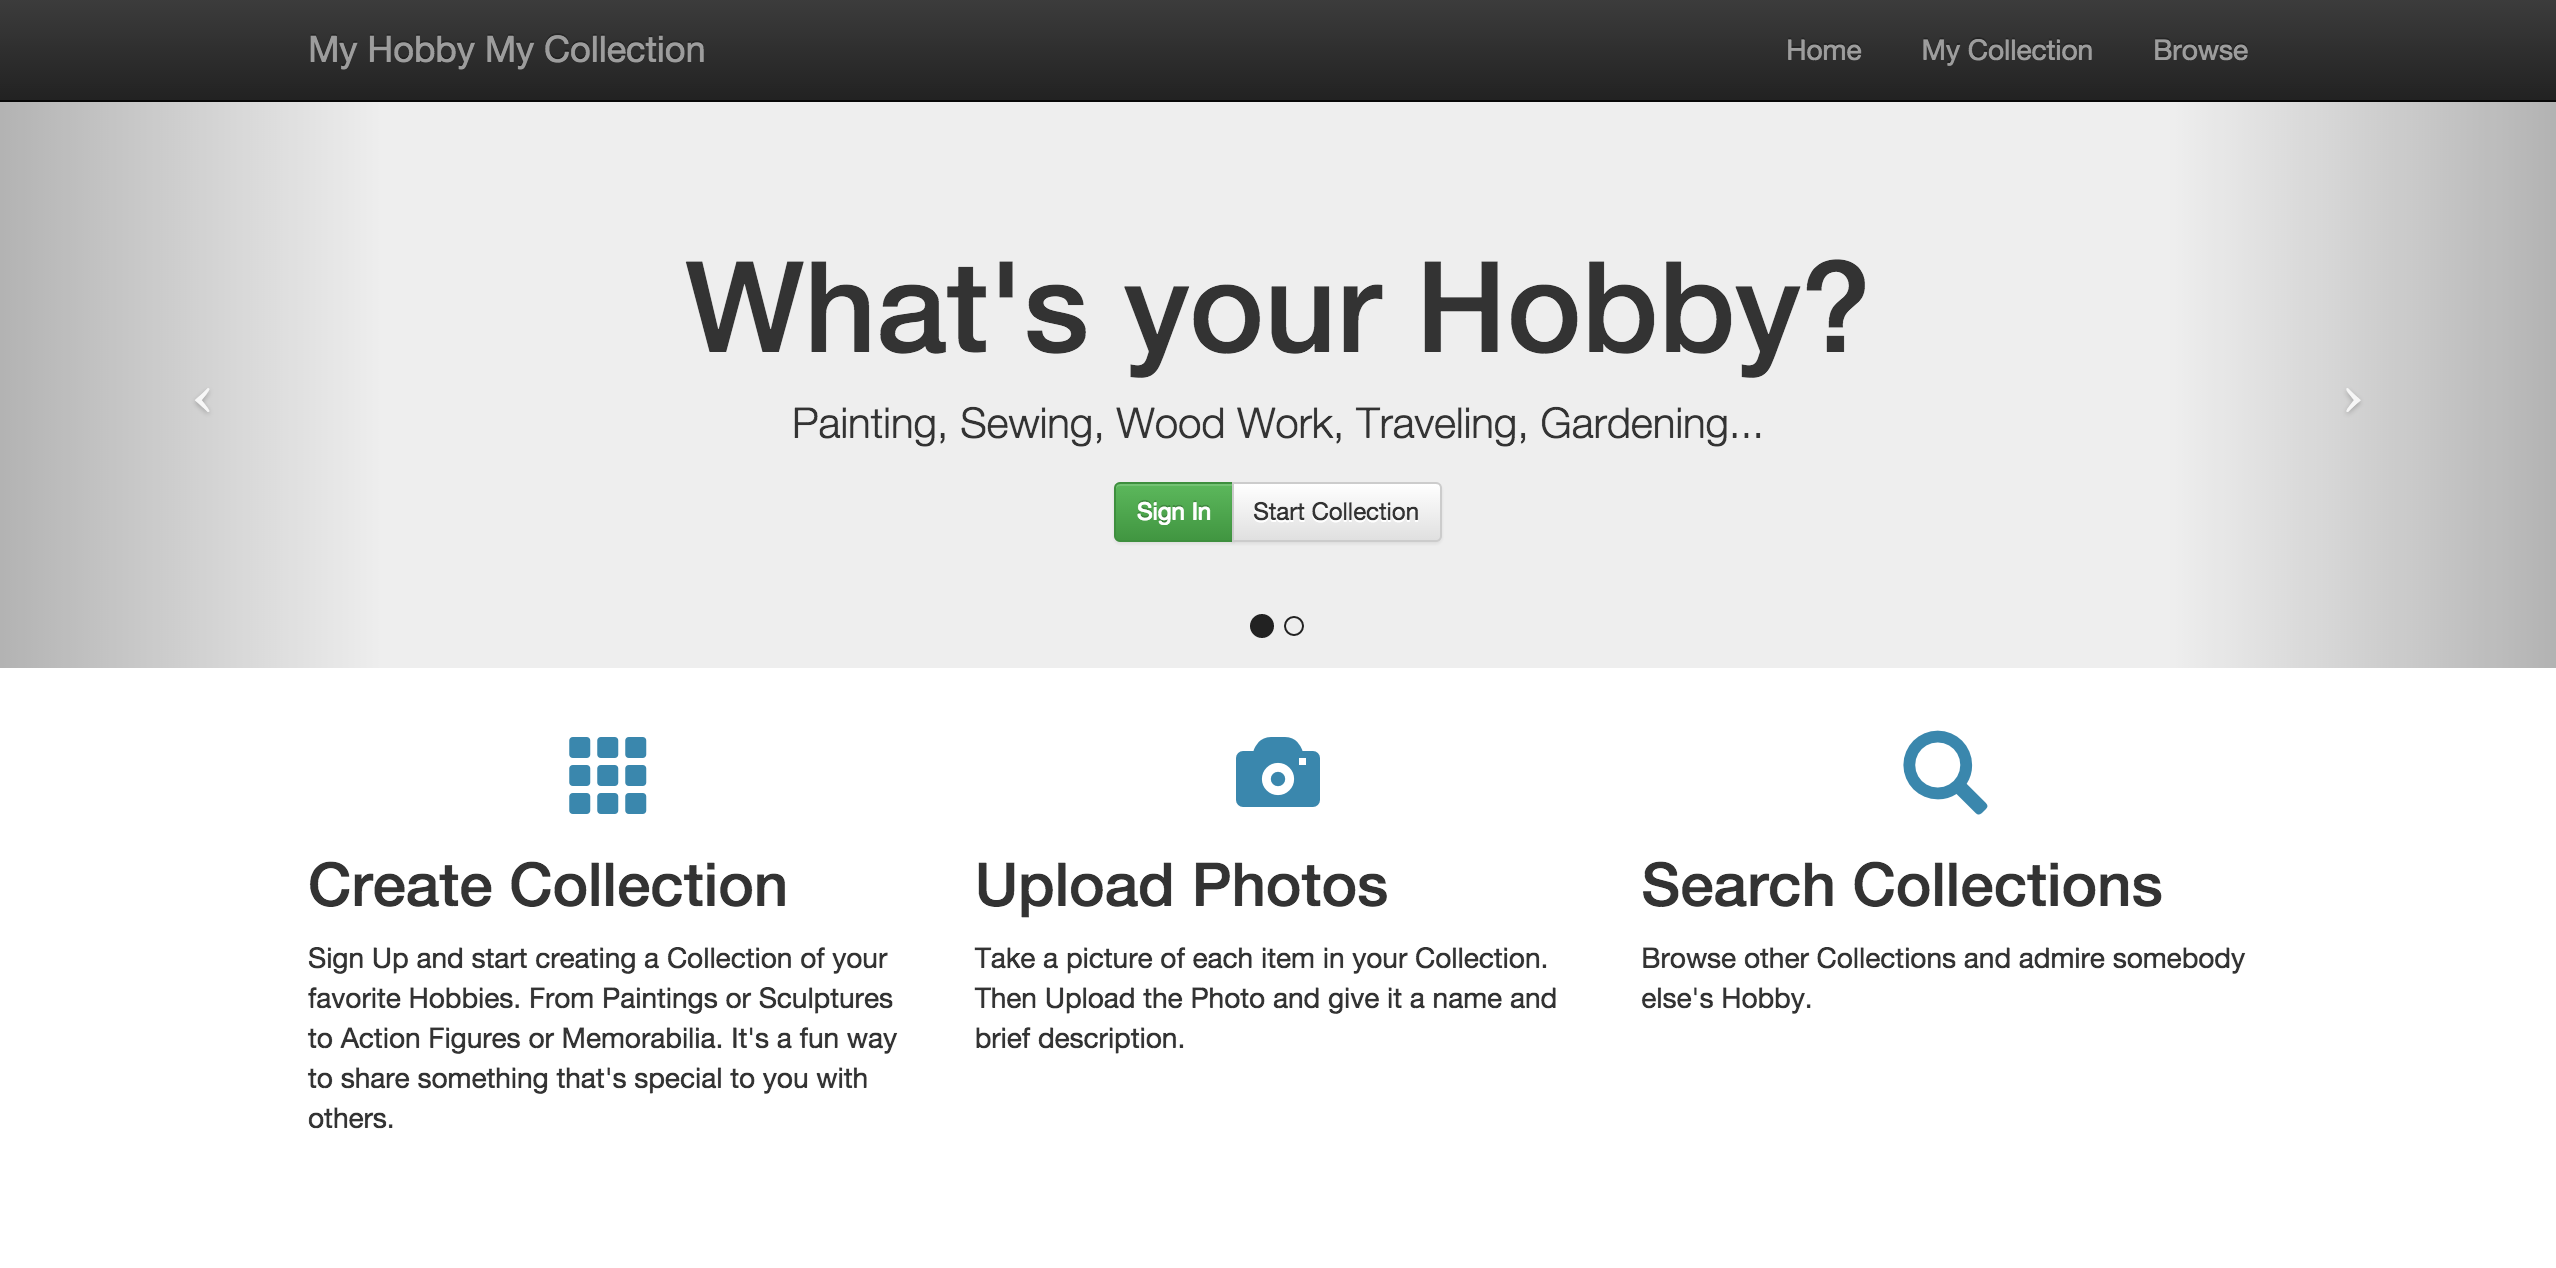 My Hobby My Collection
Home My Collection Browse
What's your Hobby?
Painting, Sewing, Wood Work, Traveling, Gardening...
Sign In Start Collection
Create Collection
Sign Up and start creating a Collection of your
favorite Hobbies. From Paintings or Sculptures
to Action Figures or Memorabilia. It's a fun way
to share something that's special to you with
others.
Upload Photos
Take a picture of each item in your Collection.
Then Upload the Photo and give it a name and
brief description.
Search Collections
Browse other Collections and admire somebody
else's Hobby.